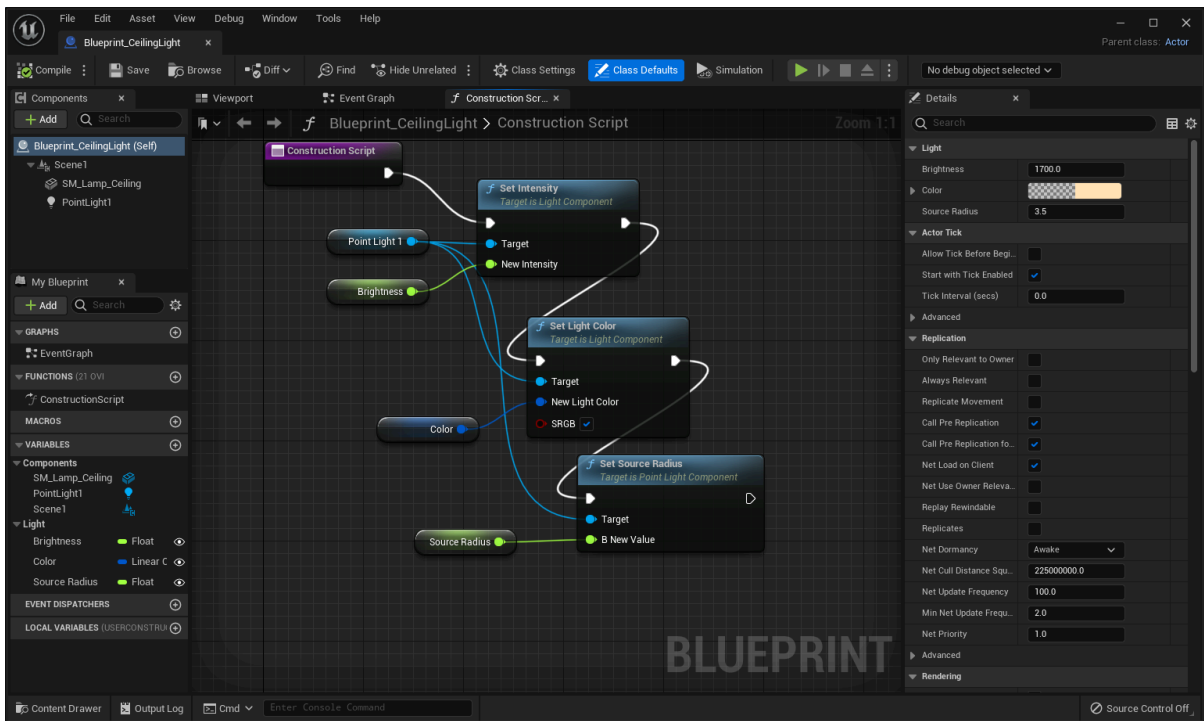 File Edit Asset View Debug Window Tools Help
Blueprint_CeilingLight
Parent class: Actor
Compile Save Browse Diff Find Hide Unrelated Class Settings Class Defaults Simulation No debug object selected
Components
Add Search
Blueprint_CeilingLight (Self)
Scene1
SM_Lamp_Ceiling
PointLight1
My Blueprint
Add Search
GRAPHS
EventGraph
FUNCTIONS (21 OVI
ConstructionScript
MACROS
VARIABLES
Components
SM_Lamp_Ceiling
PointLight1
Scene1
Light
Brightness Float
Color Linear C
Source Radius Float
EVENT DISPATCHERS
LOCAL VARIABLES (USERCONSTRU
Viewport Event Graph Construction Scr...
Blueprint_CeilingLight > Construction Script Zoom 1:1
Construction Script
Set Intensity
Target is Light Component
Point Light 1
Target
New Intensity
Brightness
Set Light Color
Target is Light Component
Target
New Light Color
SRGB
Color
Set Source Radius
Target is Point Light Component
Target
B New Value
Source Radius
BLUEPRINT
Details
Search
Light
Brightness 1700.0
Color
Source Radius 3.5
Actor Tick
Allow Tick Before Begi...
Start with Tick Enabled
Tick Interval (secs) 0.0
Advanced
Replication
Only Relevant to Owner
Always Relevant
Replicate Movement
Call Pre Replication
Call Pre Replication fo...
Net Load on Client
Net Use Owner Releva...
Replay Rewindable
Replicates
Net Dormancy Awake
Net Cull Distance Squ... 225000000.0
Net Update Frequency 100.0
Min Net Update Frequ... 2.0
Net Priority 1.0
Advanced
Rendering
Content Drawer Output Log Cmd Enter Console Command Source Control Off